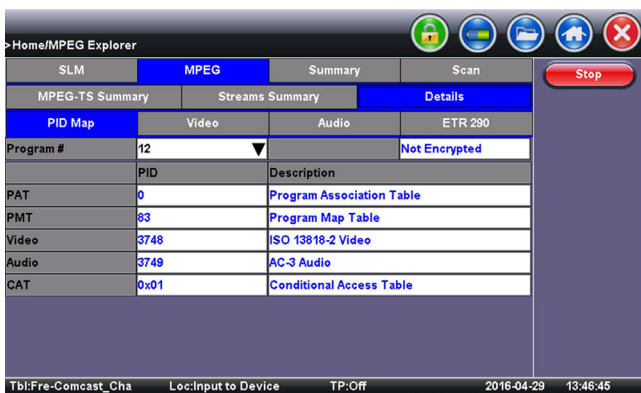 >Home/MPEG Explorer
SLM MPEG Summary Scan Stop
MPEG-TS Summary Streams Summary Details
PID Map Video Audio ETR 290
Program # 12 Not Encrypted
PID Description
PAT 0 Program Association Table
PMT 83 Program Map Table
Video 3748 ISO 13818-2 Video
Audio 3749 AC-3 Audio
CAT 0x01 Conditional Access Table
Tbl:Fre-Comcast_Cha Loc:Input to Device TP:Off 2016-04-29 13:46:45